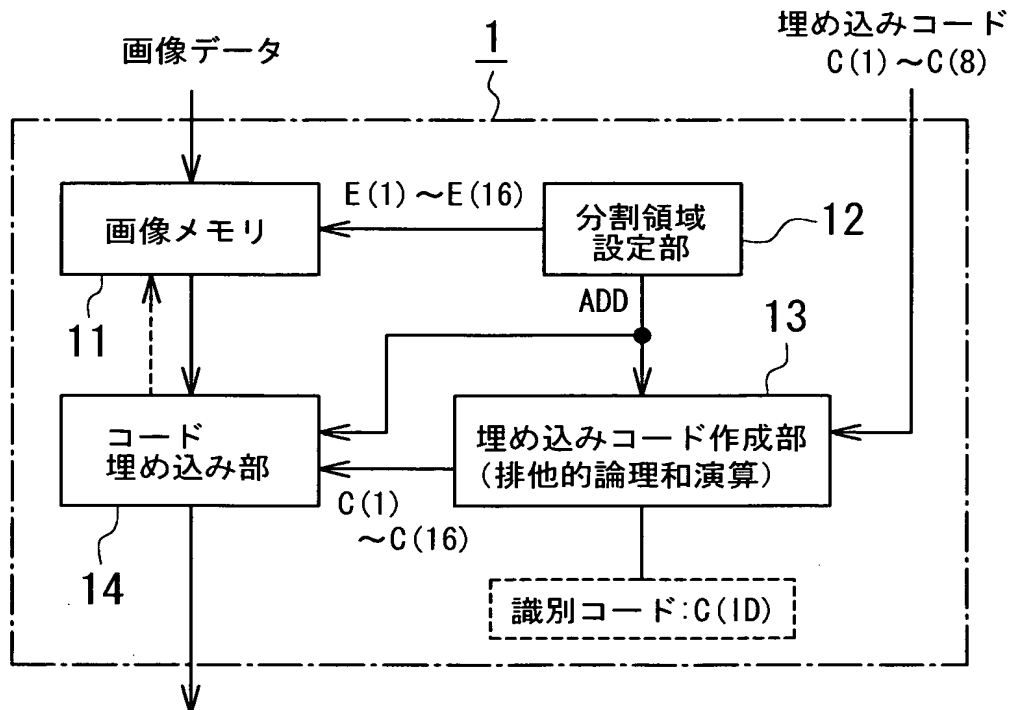 画像データ
1
埋め込みコード
C(1)～C(8)
E(1)～E(16)
画像メモリ
分割領域
設定部
12
11
ADD
13
コード
埋め込み部
埋め込みコード作成部
(排他的論理和演算)
C(1)
～C(16)
14
識別コード:C(ID)